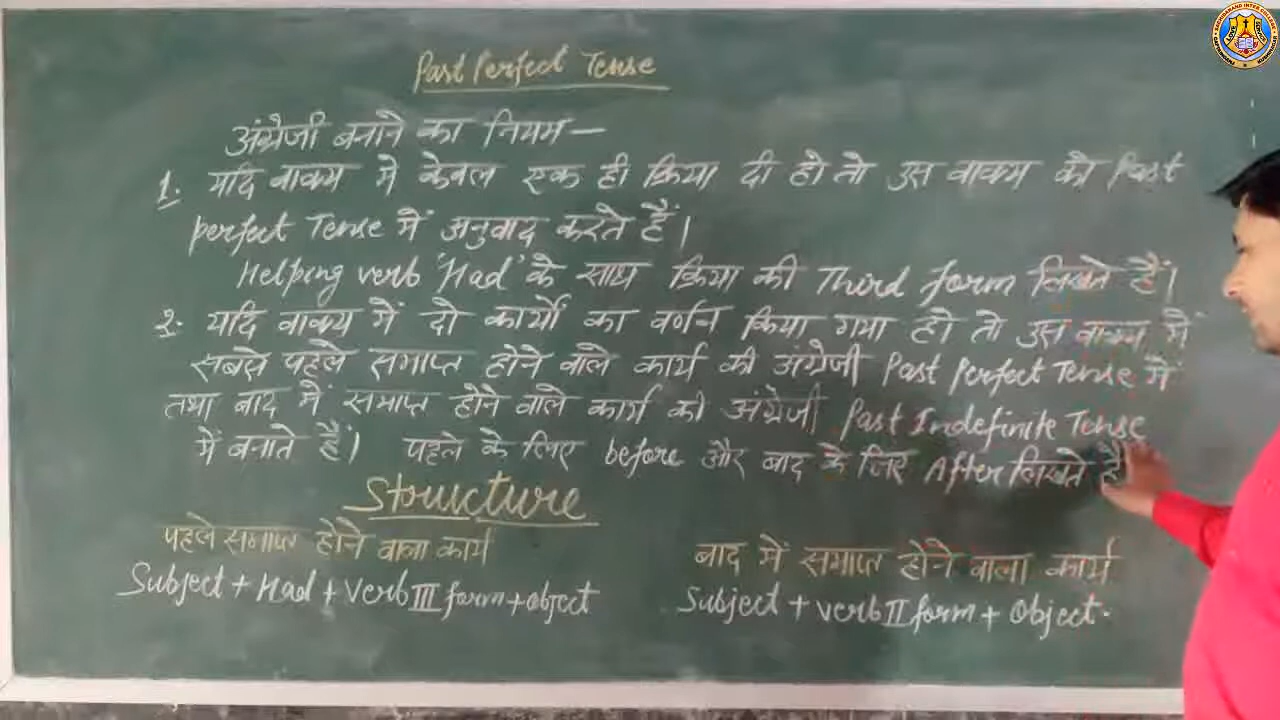 Past Perfect Tense
अंग्रेजी बनाने का नियम—
1. यदि वाक्य में केवल एक ही क्रिया दी हो तो उस वाक्य को Past
perfect Tense में अनुवाद करते हैं।
Helping verb 'Had' के साथ क्रिया की Third form लिखते हैं।
2. यदि वाक्य में दो कार्यों का वर्णन किया गया हो तो उस वाक्य में
सबसे पहले समाप्त होने वाले कार्य की अंग्रेजी Past Perfect Tense में
तथा बाद में समाप्त होने वाले कार्य की अंग्रेजी Past Indefinite Tense
में बनाते हैं। पहले के लिए before और बाद के लिए After लिखते हैं
Structure
पहले समाप्त होने वाला कार्य
Subject + Had + verb III form + object
बाद में समाप्त होने वाला कार्य
Subject + verb II form + Object.